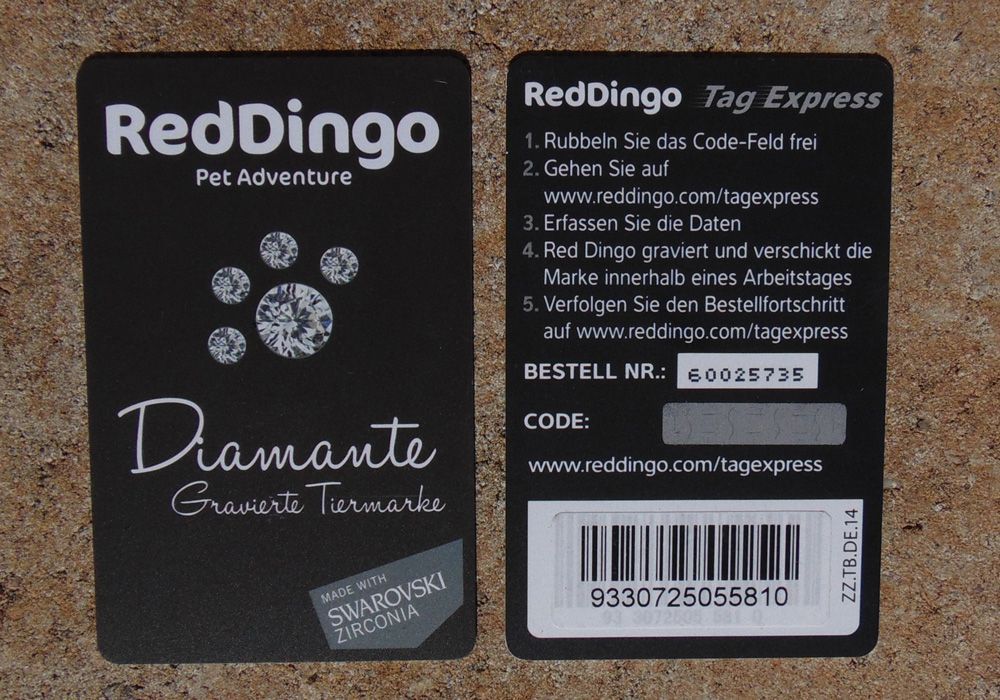 RedDingo
Pet Adventure
Diamante
Gravierte Tiermarke
MADE WITH
SWAROVSKI
ZIRCONIA
RedDingo Tag Express
1. Rubbeln Sie das Code-Feld frei
2. Gehen Sie auf
www.reddingo.com/tagexpress
3. Erfassen Sie die Daten
4. Red Dingo graviert und verschickt die
Marke innerhalb eines Arbeitstages
5. Verfolgen Sie den Bestellfortschritt
auf www.reddingo.com/tagexpress
BESTELL NR.: 60025735
CODE:
www.reddingo.com/tagexpress
9330725055810
ZZ.TB.DE.14